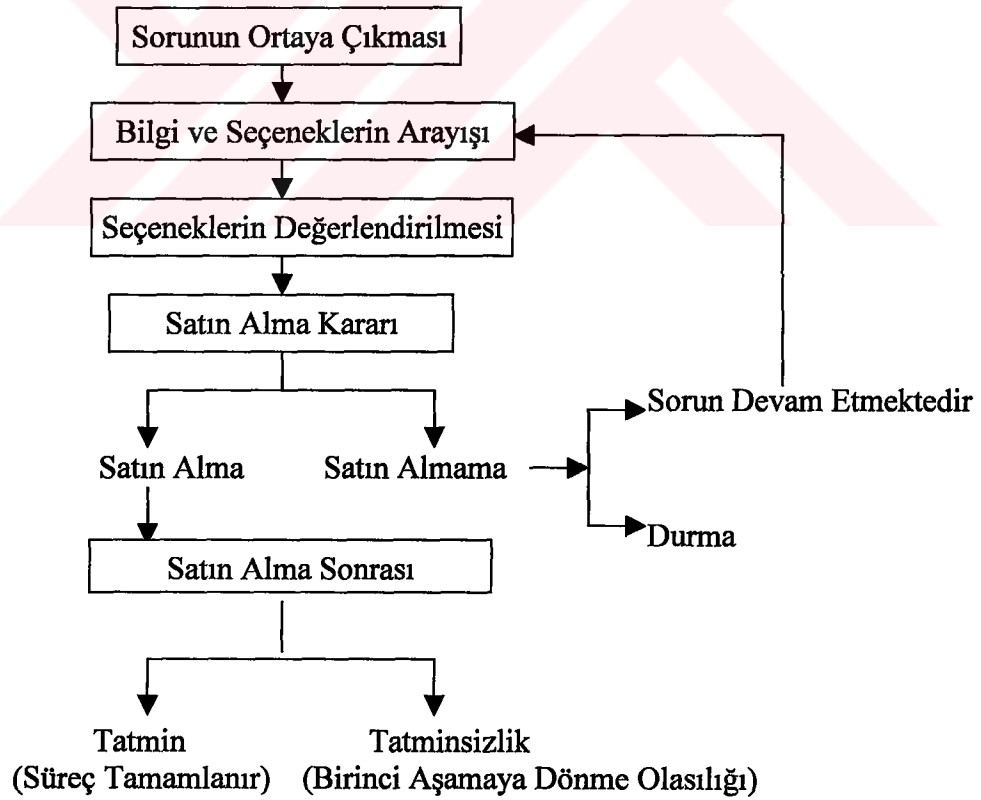 Sorunun Ortaya Çıkması
Bilgi ve Seçeneklerin Arayışı
Seçeneklerin Değerlendirilmesi
Satın Alma Kararı
Sorun Devam Etmektedir
Satın Alma
Satın Almama
Durma
Satın Alma Sonrası
Tatmin
(Süreç Tamamlanır)
Tatminsizlik
(Birinci Aşamaya Dönme Olasılığı)